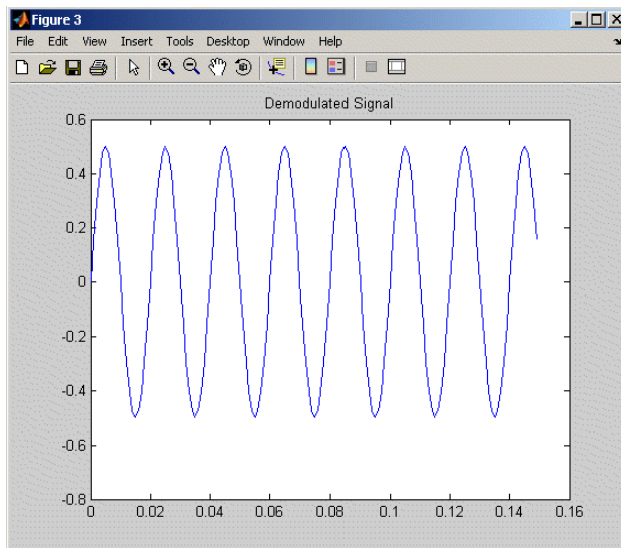 Figure 3
File Edit View Insert Tools Desktop Window Help
Demodulated Signal
0.6
0.4
0.2
0
-0.2
-0.4
-0.6
-0.8
0 0.02 0.04 0.06 0.08 0.1 0.12 0.14 0.16